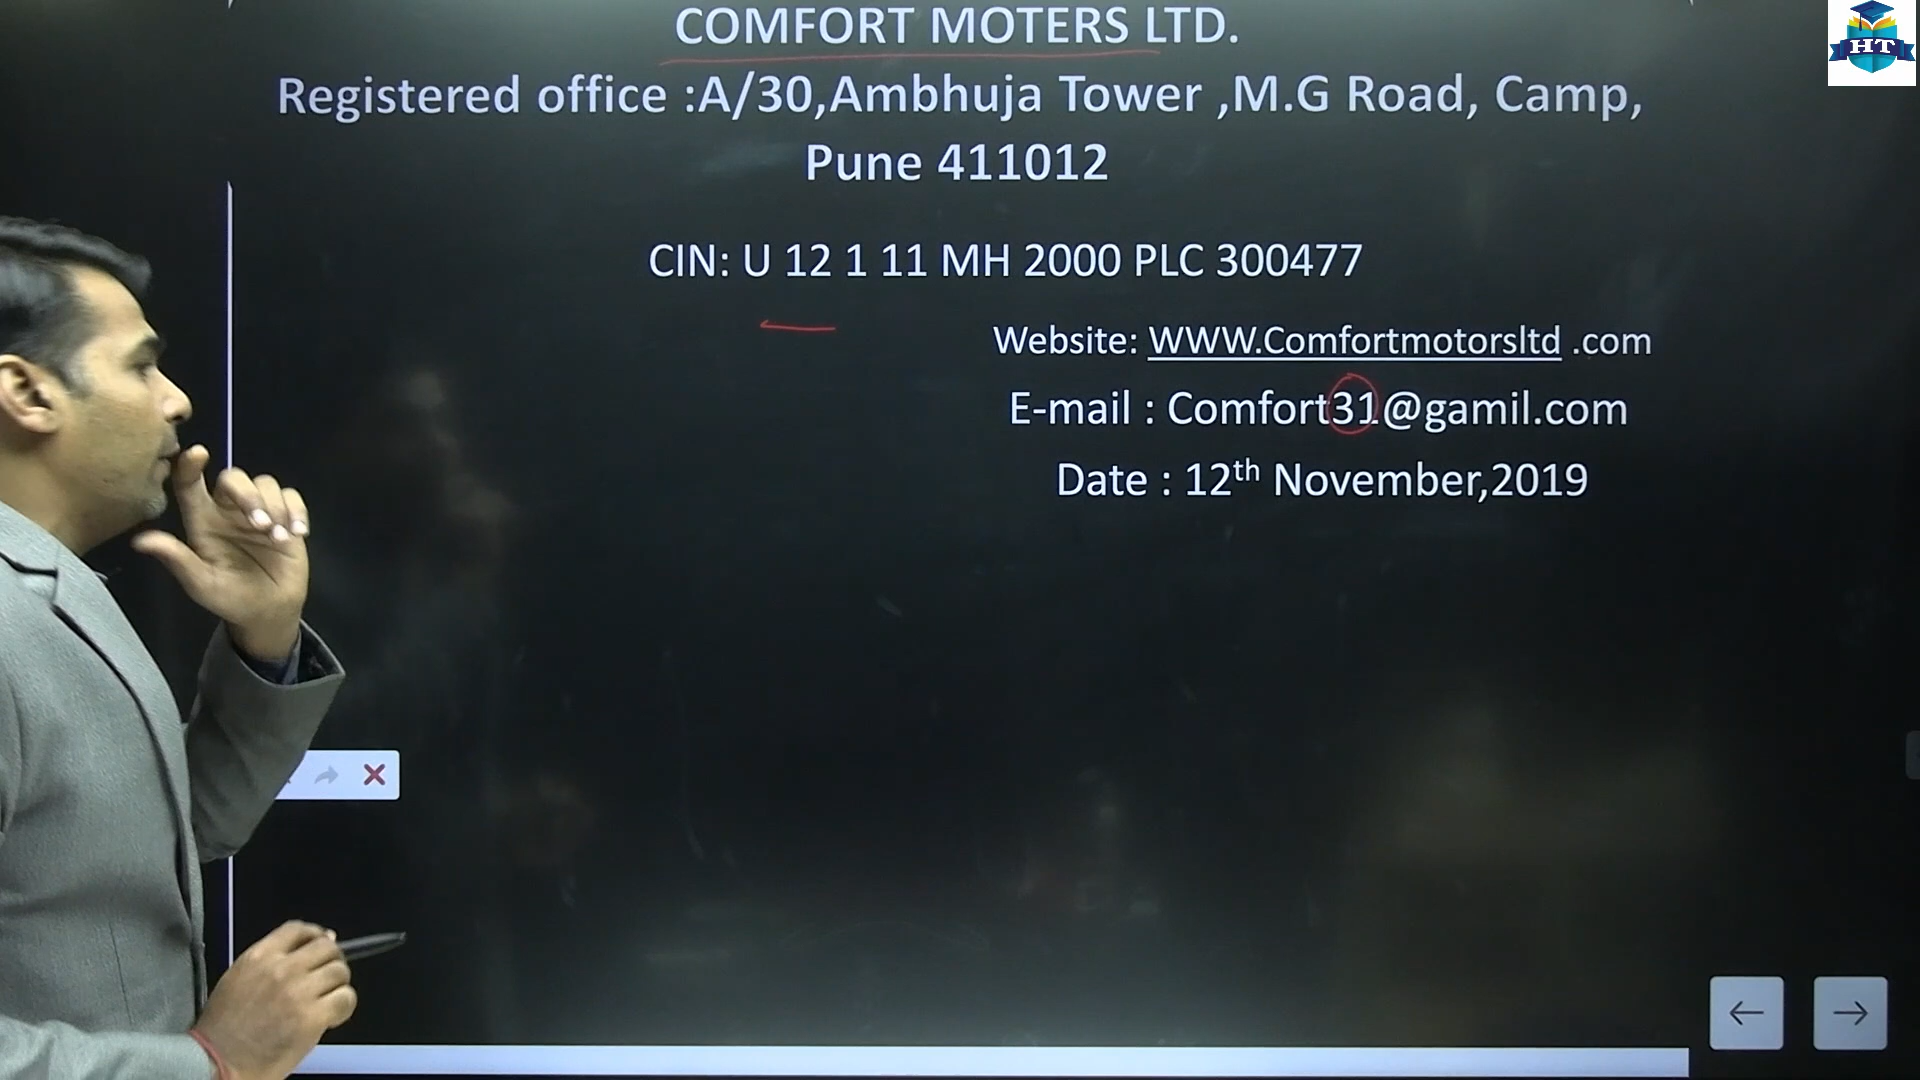 COMFORT MOTERS LTD.
HT
Registered office :A/30,Ambhuja Tower ,M.G Road, Camp,
Pune 411012
CIN: U 12 1 11 MH 2000 PLC 300477
Website: WWW.Comfortmotorsltd .com
E-mail : Comfort31@gamil.com
Date : 12th November,2019